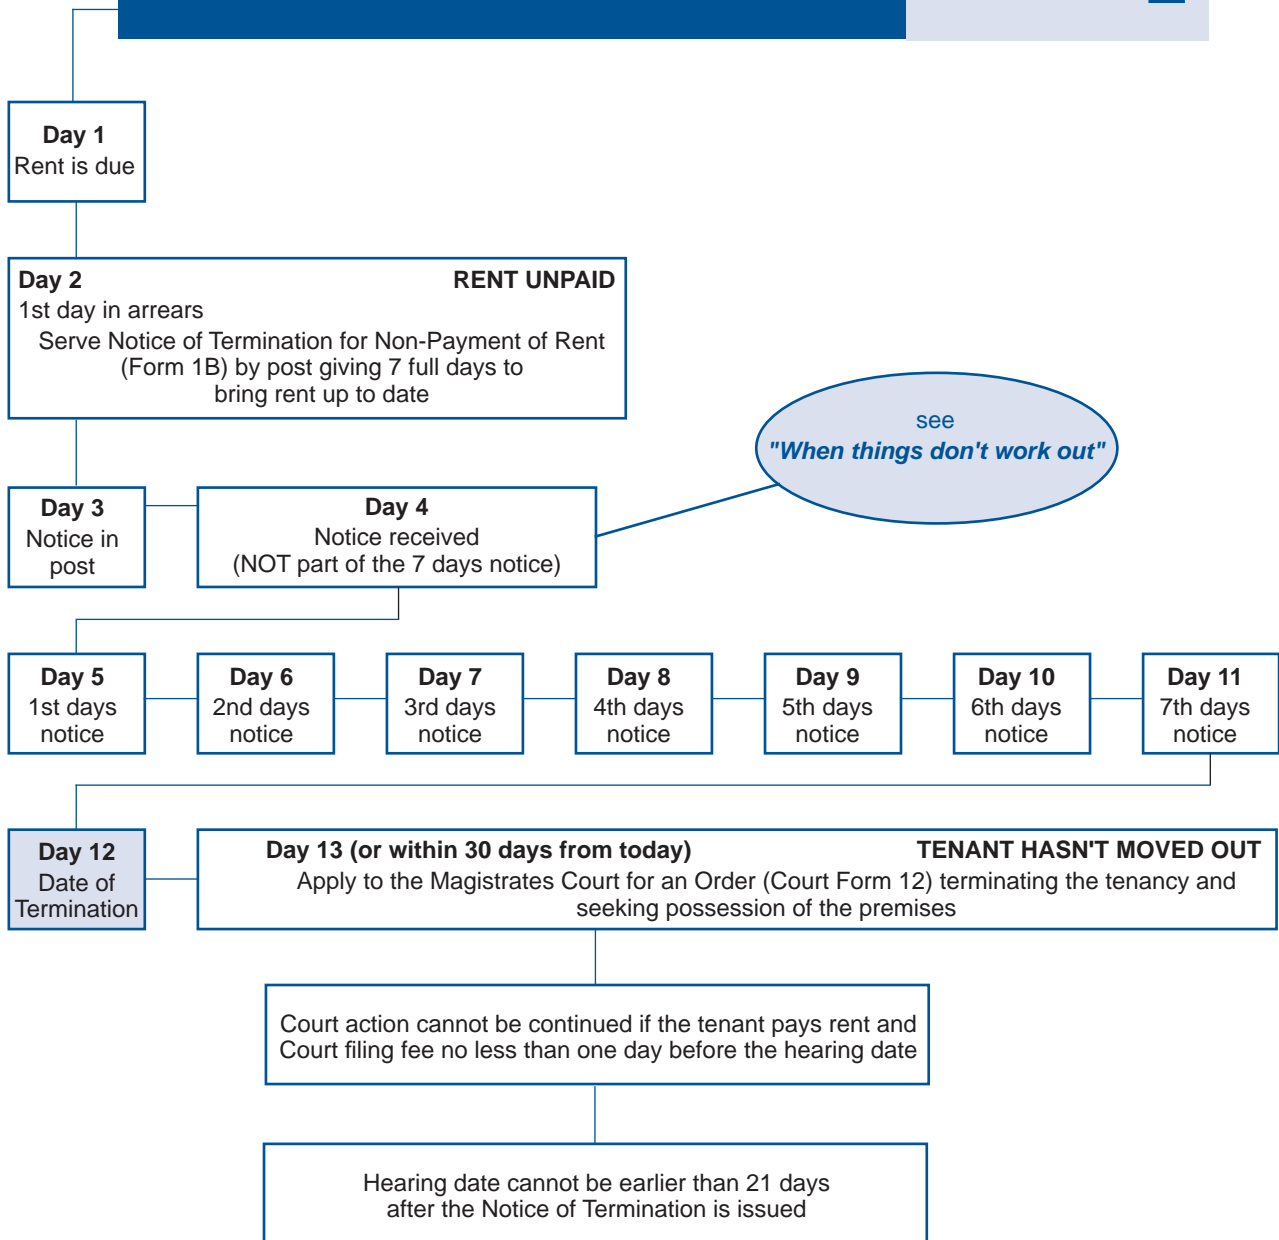 Day 1
Rent is due
Day 2 RENT UNPAID
1st day in arrears
Serve Notice of Termination for Non-Payment of Rent
(Form 1B) by post giving 7 full days to
bring rent up to date
see
"When things don't work out"
Day 3
Notice in
post
Day 4
Notice received
(NOT part of the 7 days notice)
Day 5
1st days
notice
Day 6
2nd days
notice
Day 7
3rd days
notice
Day 8
4th days
notice
Day 9
5th days
notice
Day 10
6th days
notice
Day 11
7th days
notice
Day 12
Date of
Termination
Day 13 (or within 30 days from today) TENANT HASN'T MOVED OUT
Apply to the Magistrates Court for an Order (Court Form 12) terminating the tenancy and
seeking possession of the premises
Court action cannot be continued if the tenant pays rent and
Court filing fee no less than one day before the hearing date
Hearing date cannot be earlier than 21 days
after the Notice of Termination is issued